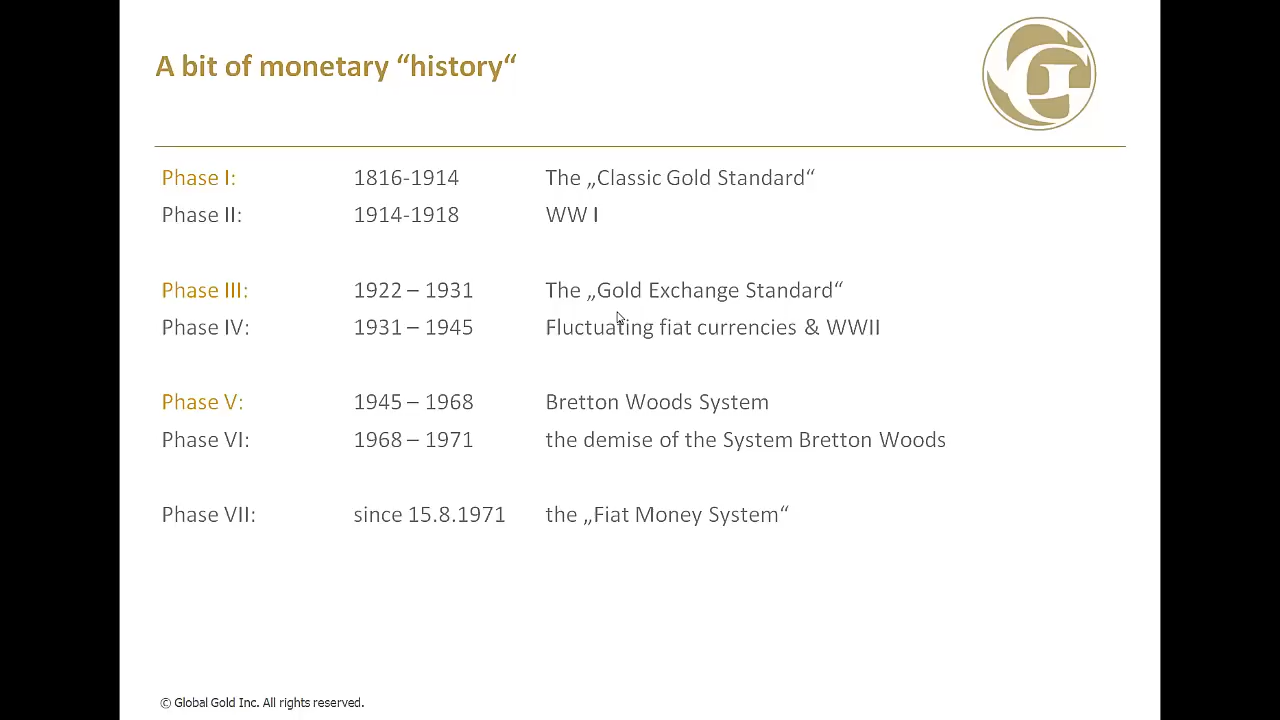 A bit of monetary “history“
Phase I: 1816-1914 The „Classic Gold Standard“
Phase II: 1914-1918 WW I
Phase III: 1922 – 1931 The „Gold Exchange Standard“
Phase IV: 1931 – 1945 Fluctuating fiat currencies & WWII
Phase V: 1945 – 1968 Bretton Woods System
Phase VI: 1968 – 1971 the demise of the System Bretton Woods
Phase VII: since 15.8.1971 the „Fiat Money System“
© Global Gold Inc. All rights reserved.